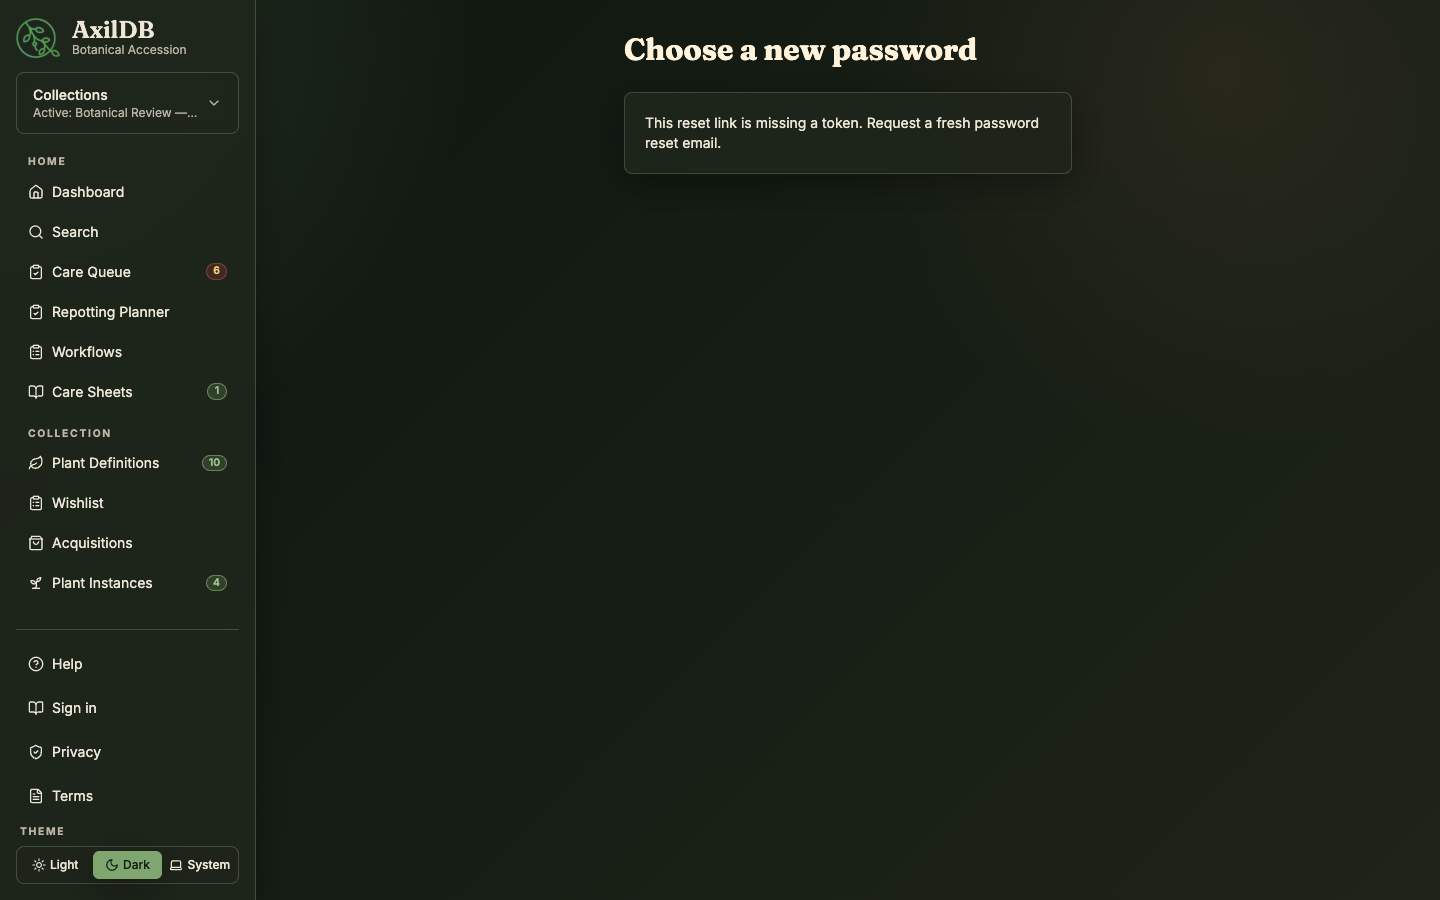 AxilDB
Botanical Accession
Collections
Active: Botanical Review —...
HOME
Dashboard
Search
Care Queue 6
Repotting Planner
Workflows
Care Sheets 1
COLLECTION
Plant Definitions 10
Wishlist
Acquisitions
Plant Instances 4
Help
Sign in
Privacy
Terms
THEME
Light Dark System
Choose a new password
This reset link is missing a token. Request a fresh password
reset email.